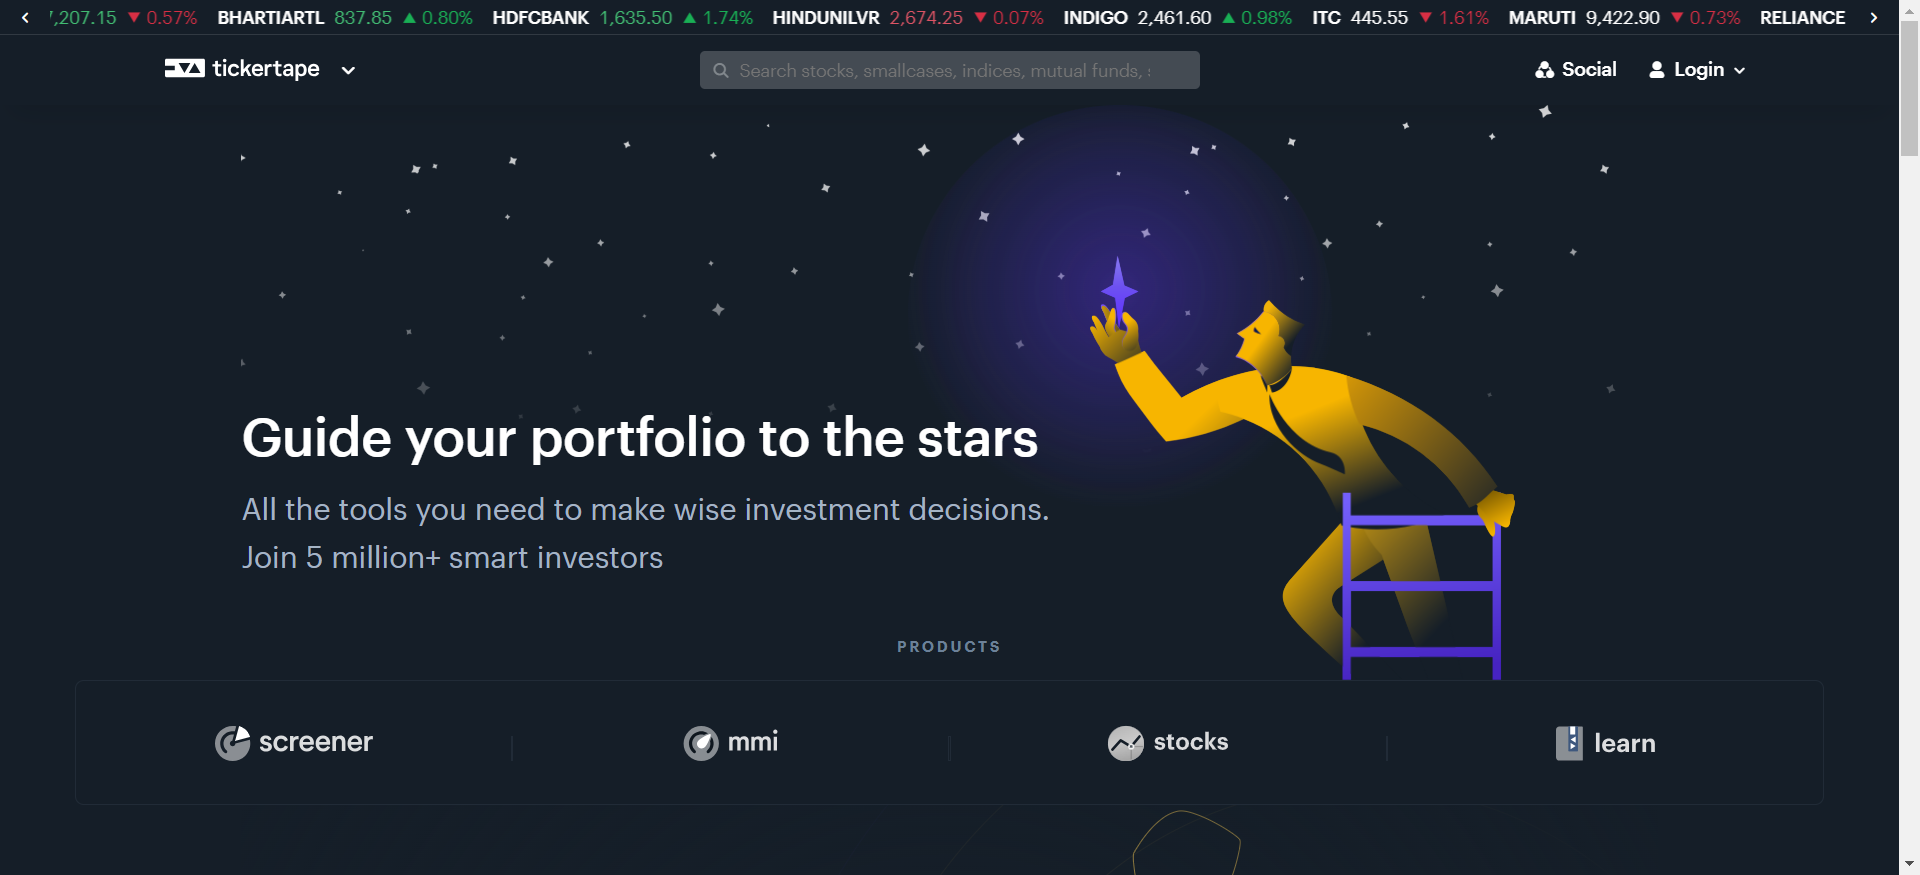 7,207.15 ▼ 0.57% BHARTIARTL 837.85 ▲ 0.80% HDFCBANK 1,635.50 ▲ 1.74% HINDUNILVR 2,674.25 ▼ 0.07% INDIGO 2,461.60 ▲ 0.98% ITC 445.55 ▼ 1.61% MARUTI 9,422.90 ▼ 0.73% RELIANCE
tickertape
Search stocks, smallcases, indices, mutual funds,
Social
Login
Guide your portfolio to the stars
All the tools you need to make wise investment decisions.
Join 5 million+ smart investors
PRODUCTS
screener
mmi
stocks
learn